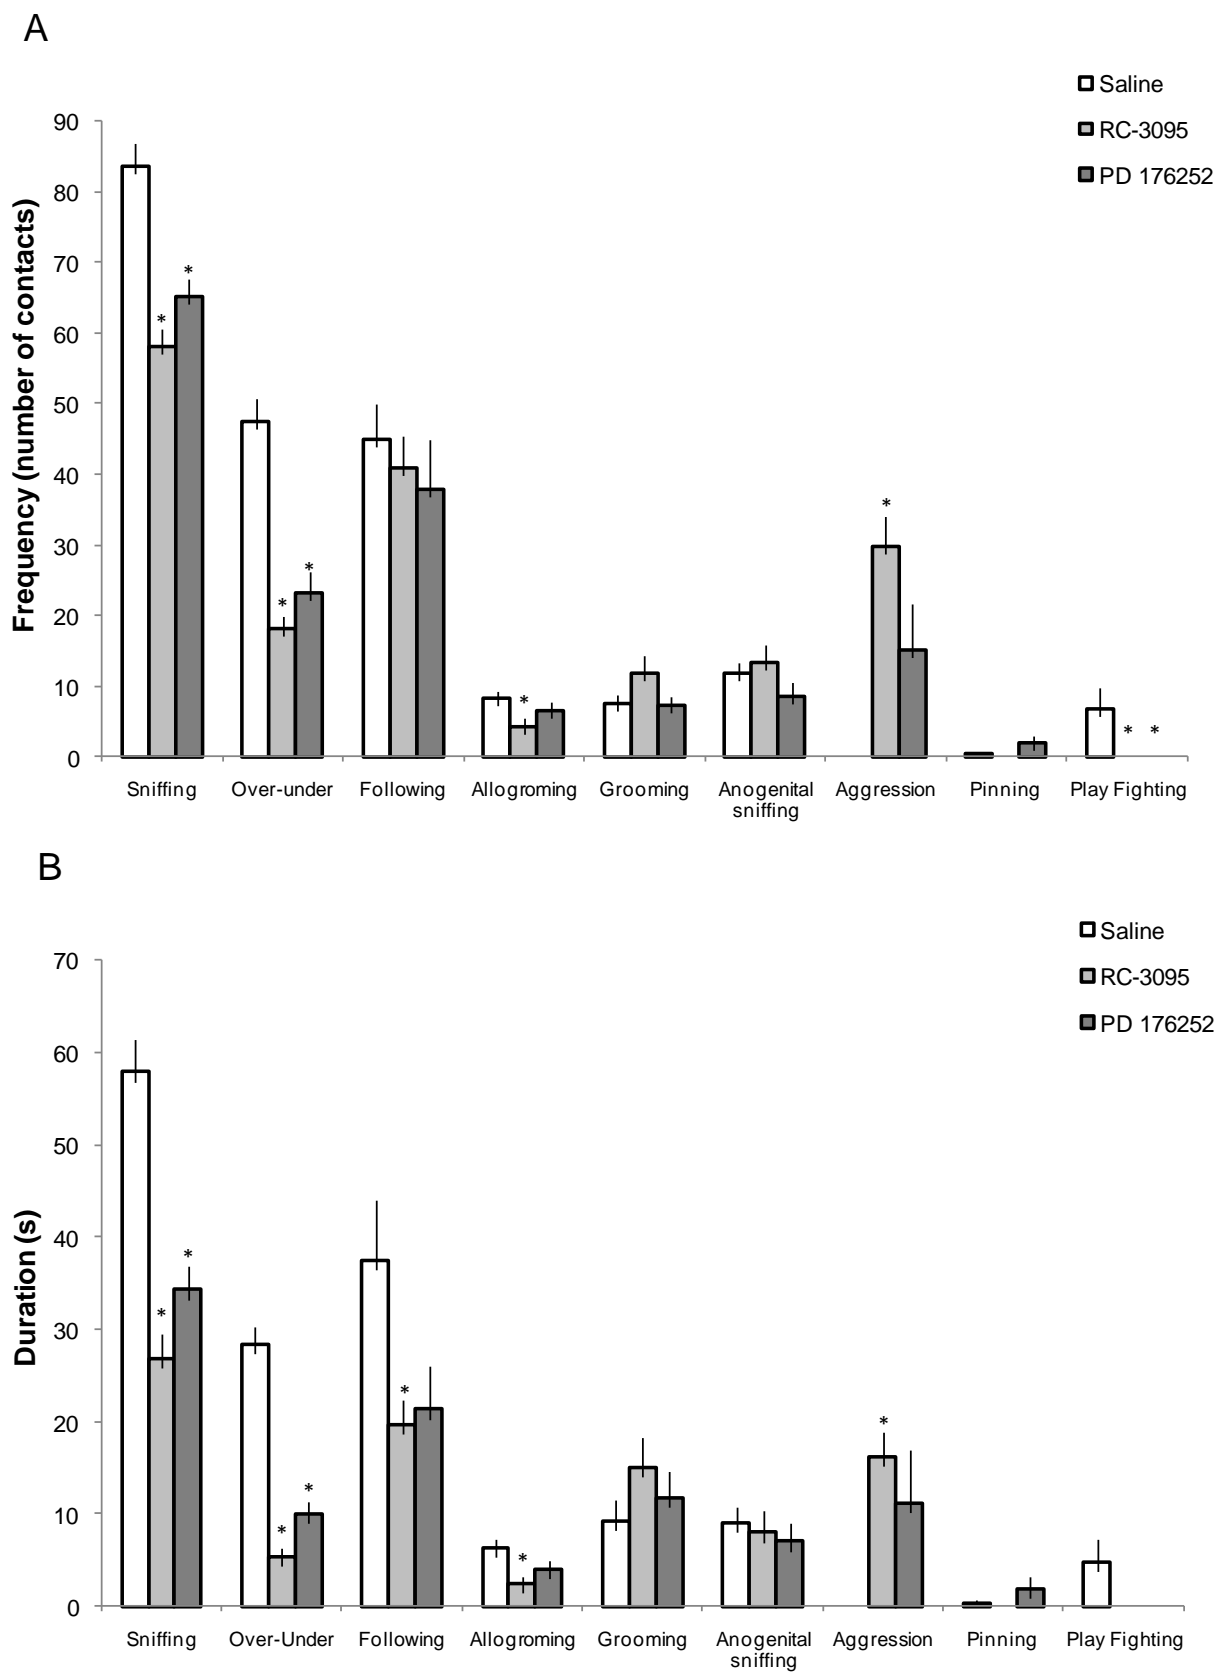 A
Saline
RC-3095
PD 176252
Frequency (number of contacts)
90
80
70
60
50
40
30
20
10
0
*
*
*
*
*
*
*
*
Sniffing Over-under Following Allogroming Grooming Anogenital sniffing Aggression Pinning Play Fighting
B
Saline
RC-3095
PD 176252
Duration (s)
70
60
50
40
30
20
10
0
*
*
*
*
*
*
*
Sniffing Over-Under Following Allogroming Grooming Anogenital sniffing Aggression Pinning Play Fighting